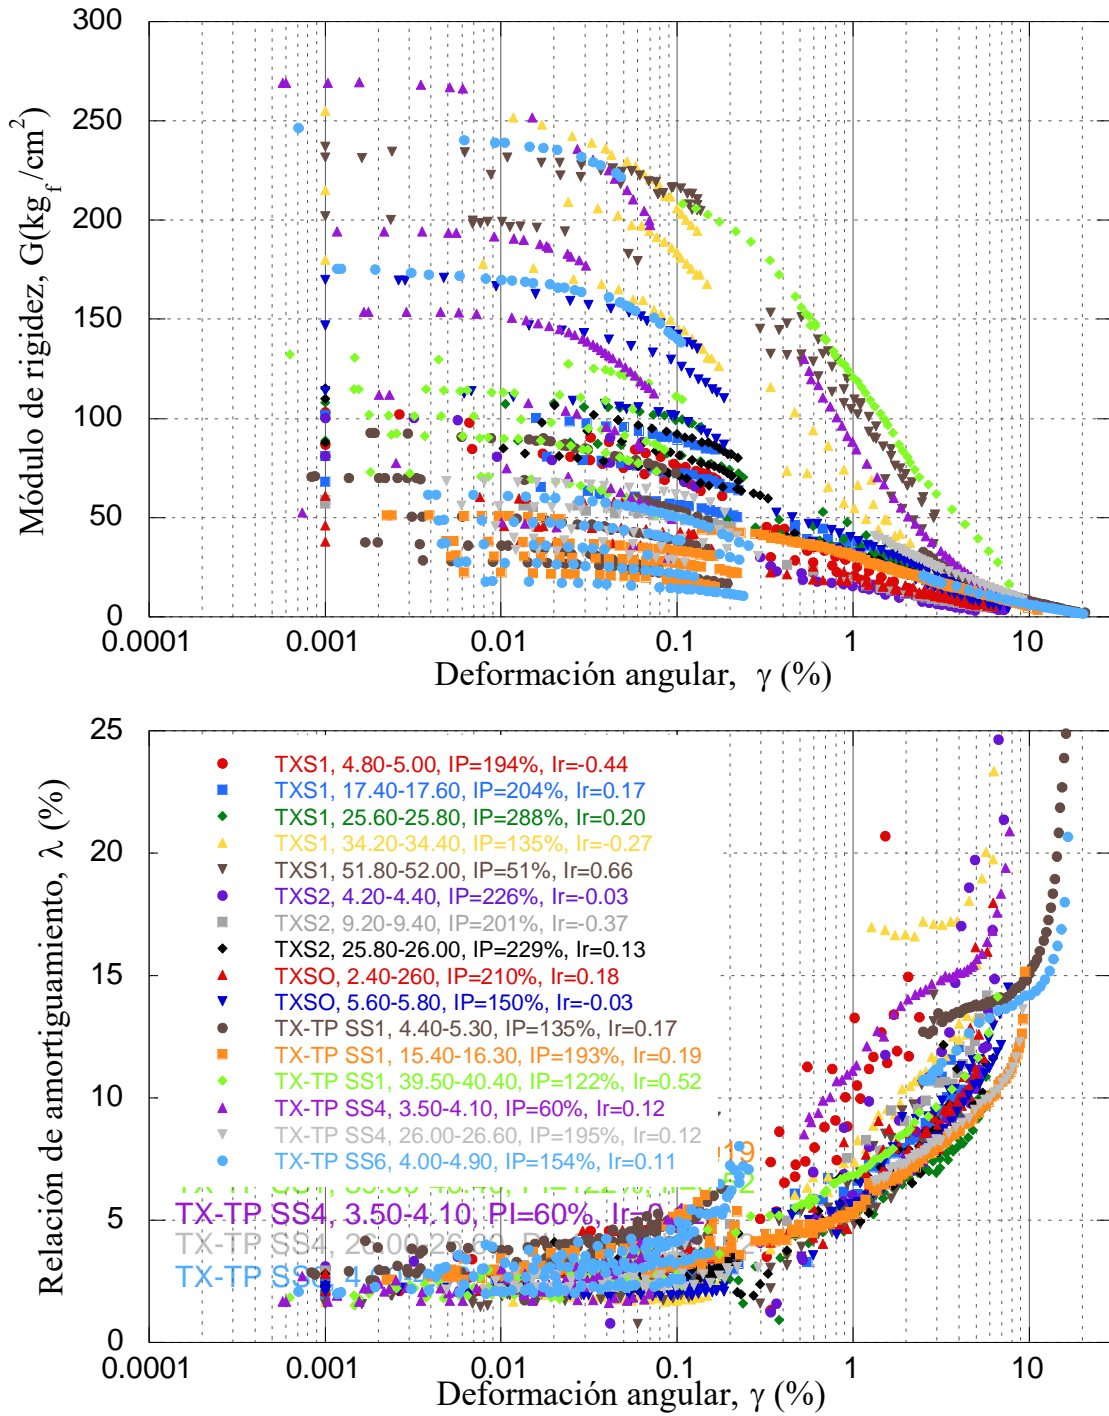 300
250
200
150
100
50
0
Módulo de rigidez, G(kg_f/cm²)
0.0001 0.001 0.01 0.1 1 10
Deformación angular, γ (%)
25
20
15
10
5
0
Relación de amortiguamiento, λ (%)
TXS1, 4.80-5.00, IP=194%, Ir=-0.44
TXS1, 17.40-17.60, IP=204%, Ir=0.17
TXS1, 25.60-25.80, IP=288%, Ir=0.20
TXS1, 34.20-34.40, IP=135%, Ir=-0.27
TXS1, 51.80-52.00, IP=51%, Ir=0.66
TXS2, 4.20-4.40, IP=226%, Ir=-0.03
TXS2, 9.20-9.40, IP=201%, Ir=-0.37
TXS2, 25.80-26.00, IP=229%, Ir=0.13
TXSO, 2.40-260, IP=210%, Ir=0.18
TXSO, 5.60-5.80, IP=150%, Ir=-0.03
TX-TP SS1, 4.40-5.30, IP=135%, Ir=0.17
TX-TP SS1, 15.40-16.30, IP=193%, Ir=0.19
TX-TP SS1, 39.50-40.40, IP=122%, Ir=0.52
TX-TP SS4, 3.50-4.10, IP=60%, Ir=0.12
TX-TP SS4, 26.00-26.60, IP=195%, Ir=0.12
TX-TP SS6, 4.00-4.90, IP=154%, Ir=0.11
TX-TP SS4, 3.50-4.10, PI=60%,
TX-TP SS4,
TX-TP
0.0001 0.001 0.01 0.1 1 10
Deformación angular, γ (%)